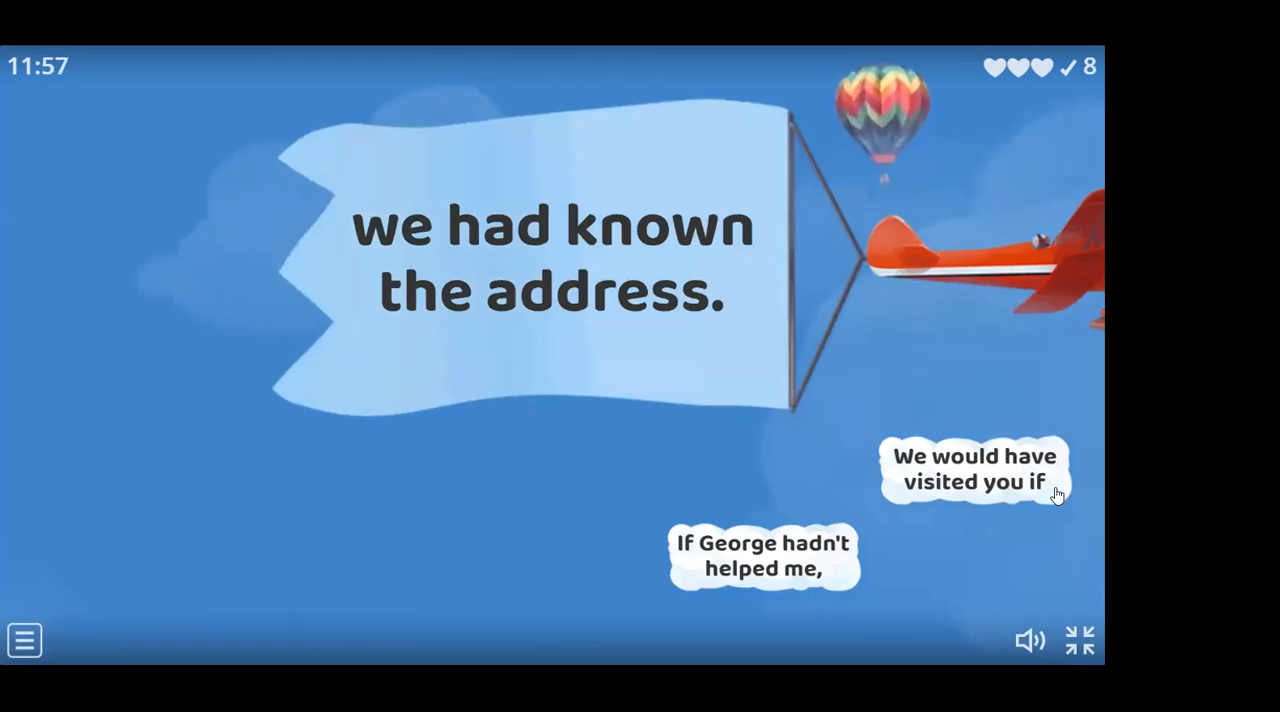 11:57
8
we had known
the address.
We would have
visited you if
If George hadn't
helped me,